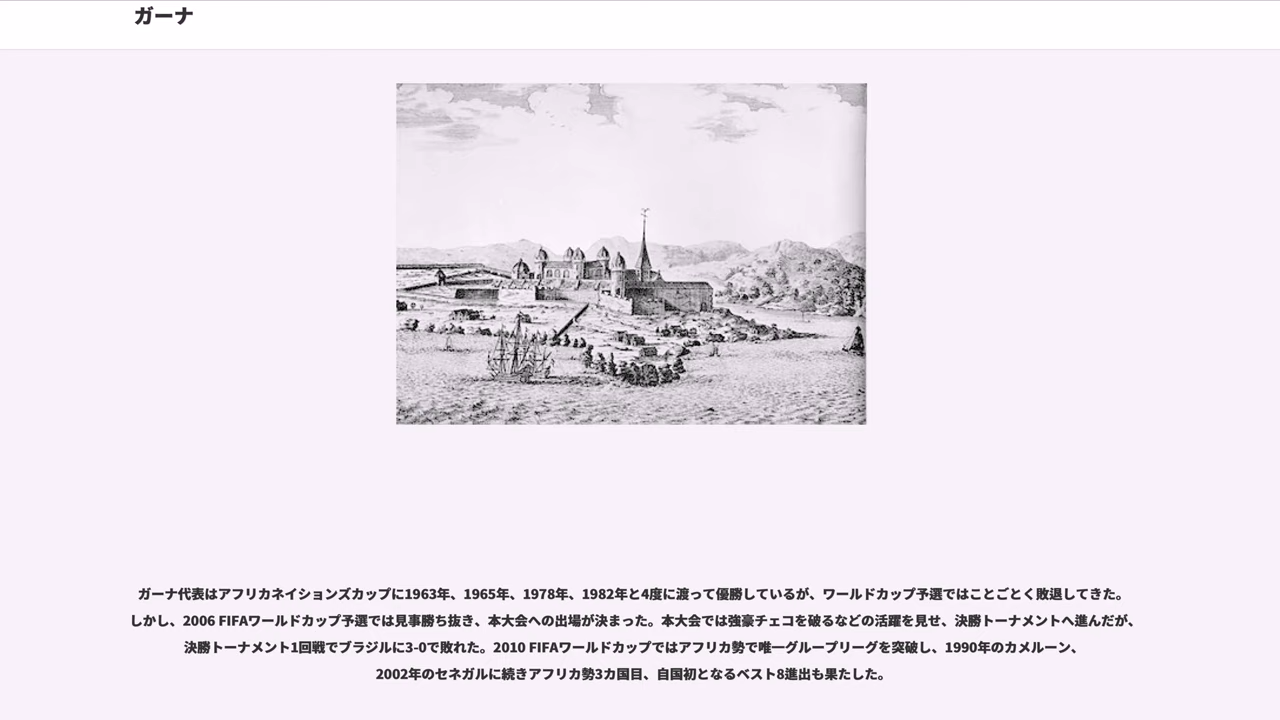 ガーナ
ガーナ代表はアフリカネイションズカップに1963年、1965年、1978年、1982年と4度に渡って優勝しているが、ワールドカップ予選ではことごとく敗退してきた。
しかし、2006 FIFAワールドカップ予選では見事勝ち抜き、本大会への出場が決まった。本大会では強豪チェコを破るなどの活躍を見せ、決勝トーナメントへ進んだが、
決勝トーナメント1回戦でブラジルに3-0で敗れた。2010 FIFAワールドカップではアフリカ勢で唯一グループリーグを突破し、1990年のカメルーン、
2002年のセネガルに続きアフリカ勢3カ国目、自国初となるベスト8進出も果たした。